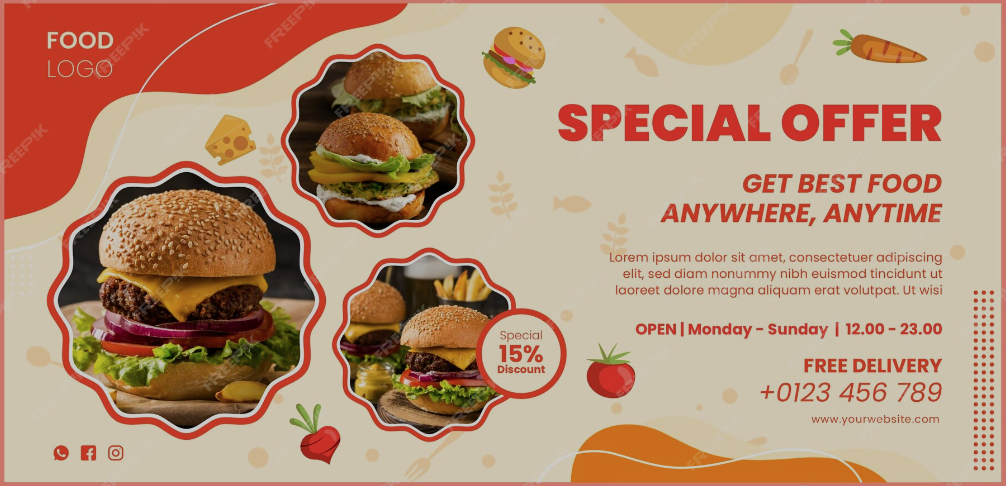 FOOD
LOGO
SPECIAL OFFER
GET BEST FOOD
ANYWHERE, ANYTIME
Lorem ipsum dolor sit amet, consectetuer adipiscing
elit, sed diam nonummy nibh euismod tincidunt ut
laoreet dolore magna aliquam erat volutpat. Ut wisi
Special
15%
Discount
OPEN | Monday - Sunday | 12.00 - 23.00
FREE DELIVERY
+0123 456 789
www.yourwebsite.com
FREEPIK